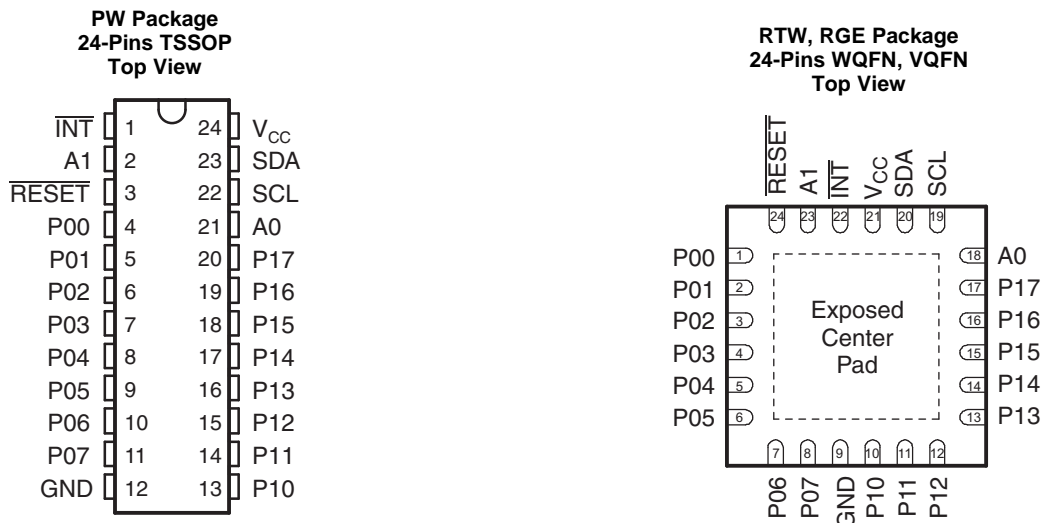 PW Package
24-Pins TSSOP
Top View
INT 1 24 VCC
A1 2 23 SDA
RESET 3 22 SCL
P00 4 21 A0
P01 5 20 P17
P02 6 19 P16
P03 7 18 P15
P04 8 17 P14
P05 9 16 P13
P06 10 15 P12
P07 11 14 P11
GND 12 13 P10
RTW, RGE Package
24-Pins WQFN, VQFN
Top View
RESET A1 INT VCC SDA SCL
24 23 22 21 20 19
P00 1 18 A0
P01 2 17 P17
P02 3 16 P16
P03 4 15 P15
P04 5 14 P14
P05 6 13 P13
Exposed
Center
Pad
7 8 9 10 11 12
P06 P07 GND P10 P11 P12